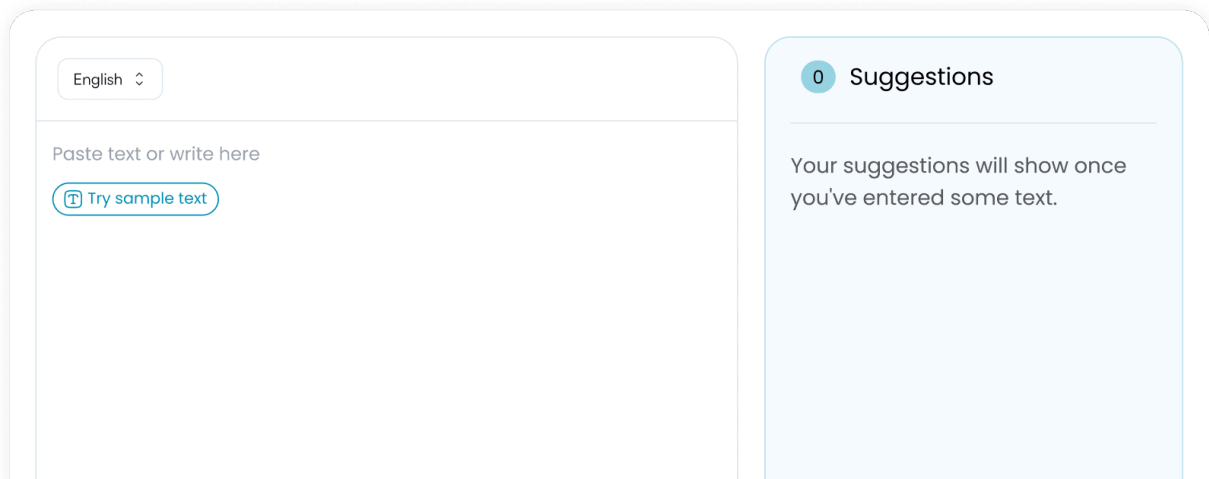 English
Paste text or write here
Try sample text
0 Suggestions
Your suggestions will show once
you've entered some text.